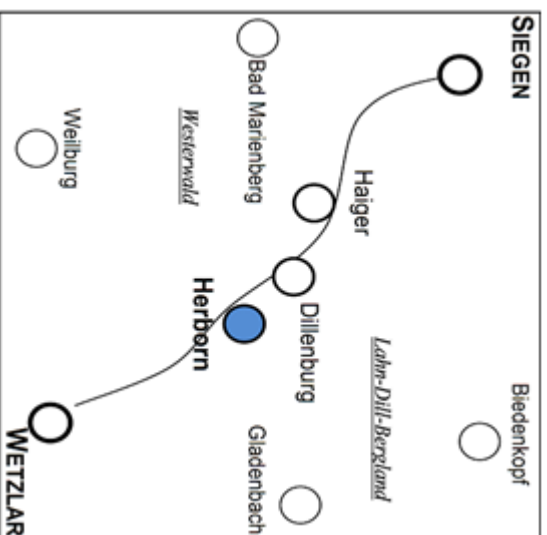 SIEGEN
Biedenkopf
Lahn-Dill-Bergland
Haiger
Dillenburg
Bad Marienberg
Gladenbach
Herborn
Westerwald
Weilburg
WETZLAR